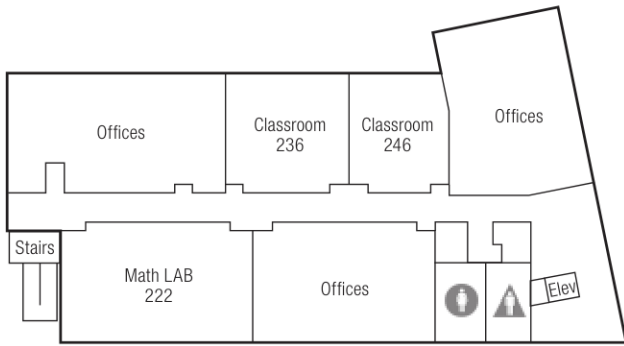 Offices
Classroom
236
Classroom
246
Offices
Stairs
Math LAB
222
Offices
Elev